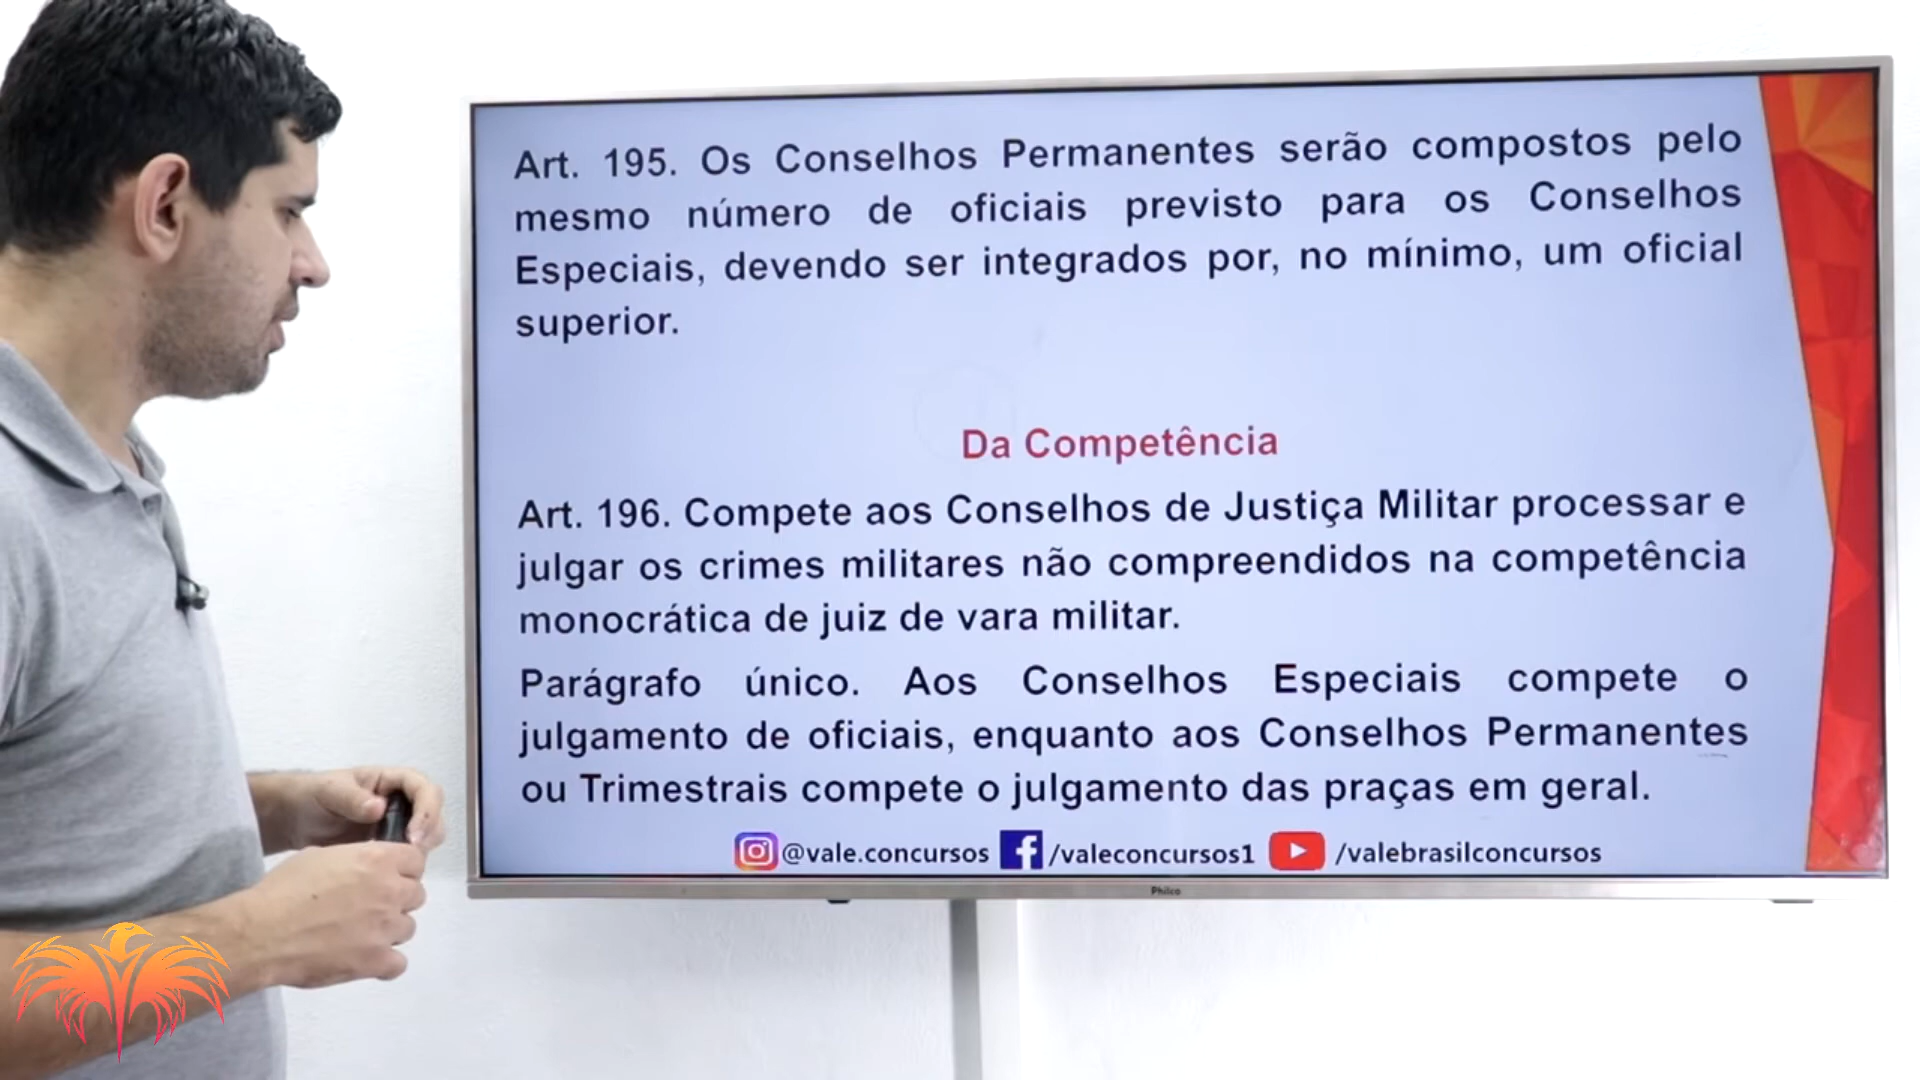 Art. 195. Os Conselhos Permanentes serão compostos pelo
mesmo número de oficiais previsto para os Conselhos
Especiais, devendo ser integrados por, no mínimo, um oficial
superior.
Da Competência
Art. 196. Compete aos Conselhos de Justiça Militar processar e
julgar os crimes militares não compreendidos na competência
monocrática de juiz de vara militar.
Parágrafo único. Aos Conselhos Especiais compete o
julgamento de oficiais, enquanto aos Conselhos Permanentes
ou Trimestrais compete o julgamento das praças em geral.
@vale.concursos /valeconcursos1 /valebrasilconcursos
Philco